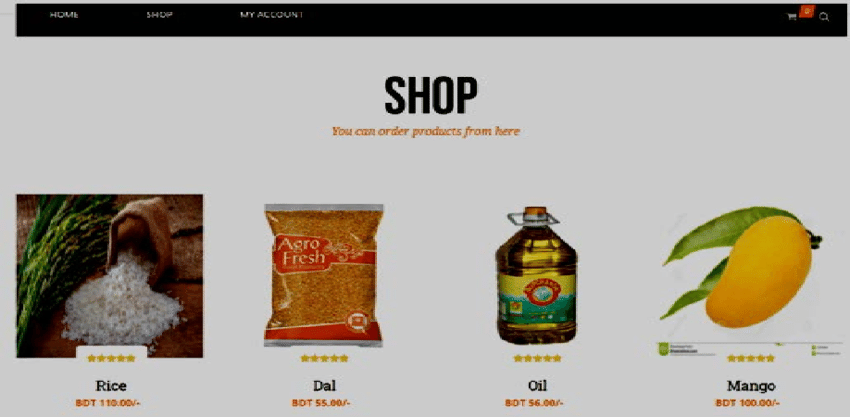 HOME SHOP MY ACCOUNT
SHOP
You can order products from here
Agro
Fresh
Rice Dal Oil Mango
BDT 110.00/- BDT 55.00/- BDT 56.00/- BDT 100.00/-